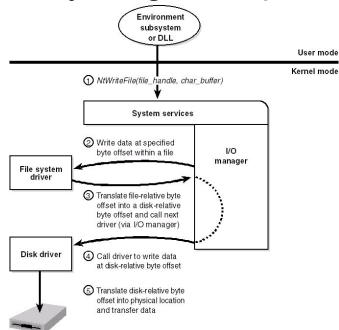 Environment
subsystem
or DLL
User mode
Kernel mode
1 NtWriteFile(file_handle, char_buffer)
System services
2 Write data at specified
byte offset within a file
I/O
manager
File system
driver
3 Translate file-relative byte
offset into a disk-relative
byte offset and call next
driver (via I/O manager)
Disk driver
4 Call driver to write data
at disk-relative byte offset
5 Translate disk-relative byte
offset into physical location
and transfer data